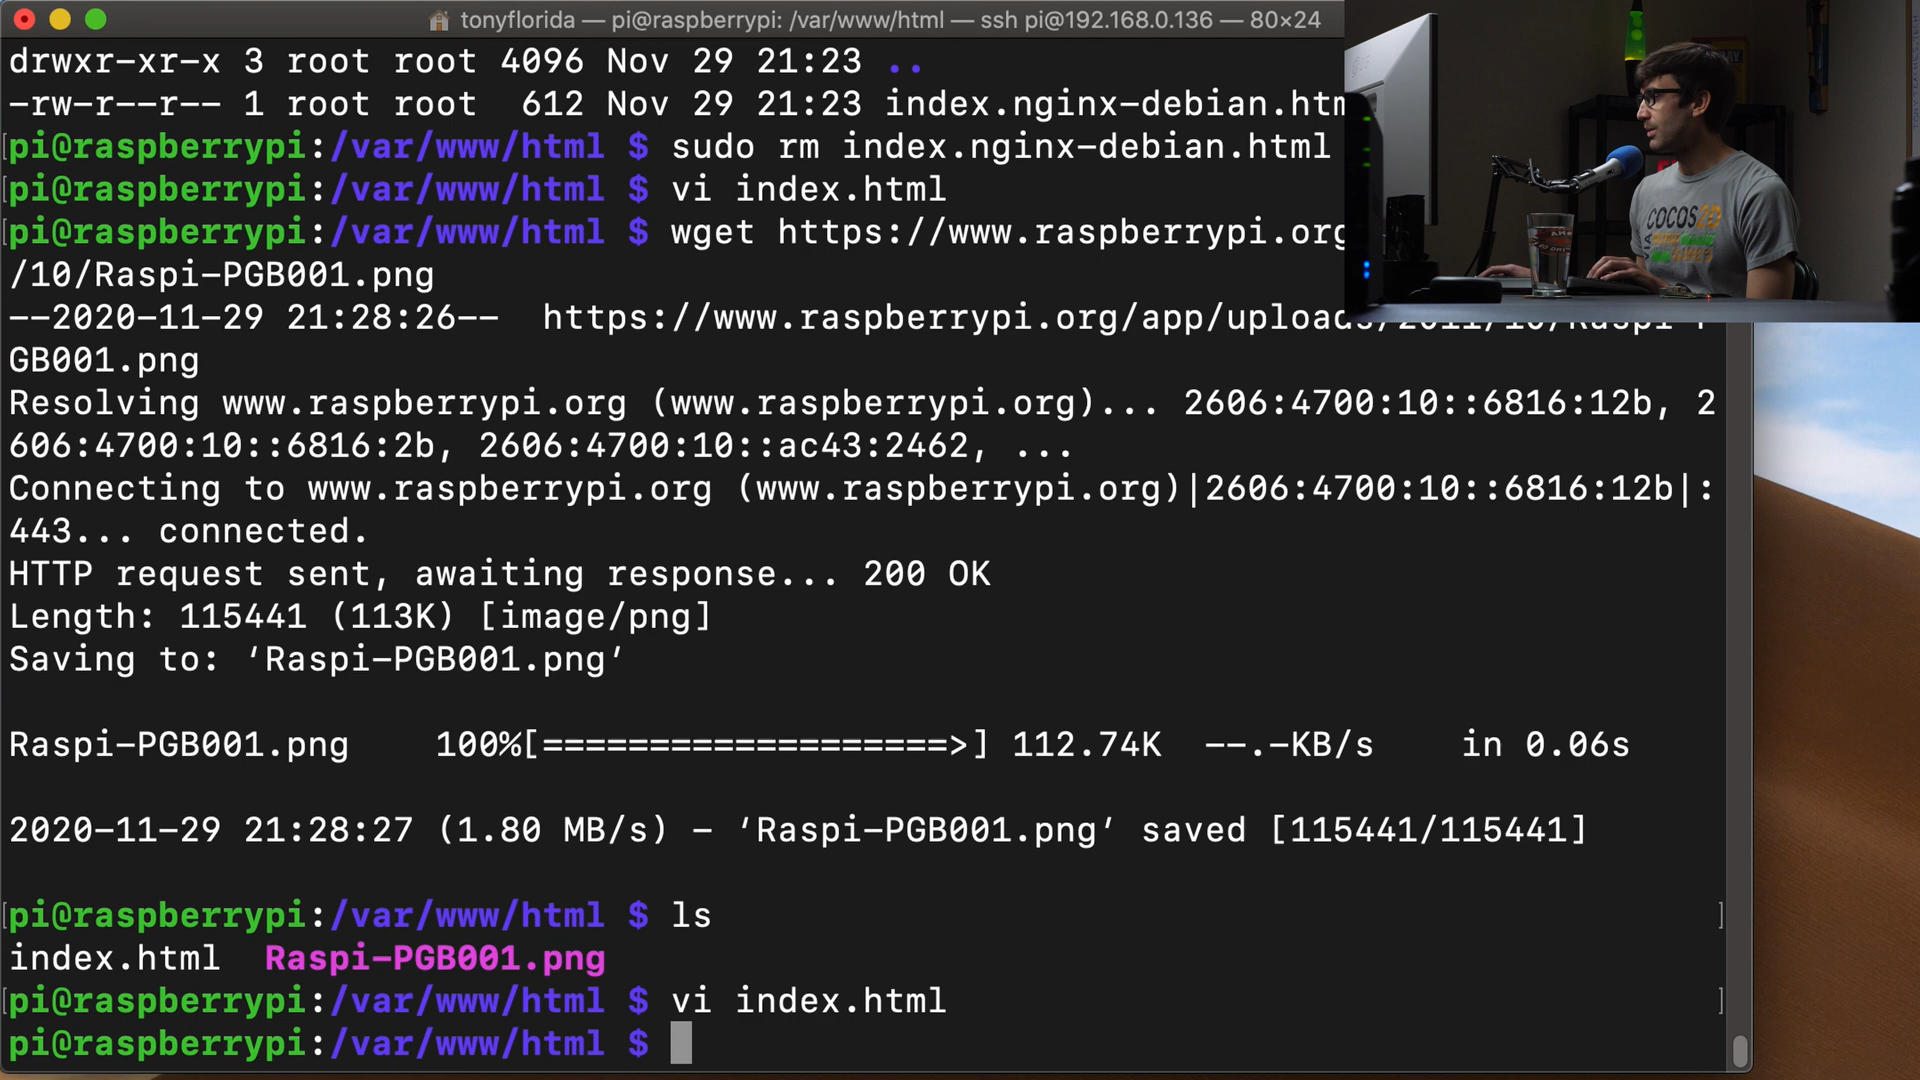 tonyflorida — pi@raspberrypi: /var/www/html — ssh pi@192.168.0.136 — 80×24
drwxr-xr-x 3 root root 4096 Nov 29 21:23 ..
-rw-r--r-- 1 root root  612 Nov 29 21:23 index.nginx-debian.htm
pi@raspberrypi:/var/www/html $ sudo rm index.nginx-debian.html
pi@raspberrypi:/var/www/html $ vi index.html
pi@raspberrypi:/var/www/html $ wget https://www.raspberrypi.org
/10/Raspi-PGB001.png
--2020-11-29 21:28:26--  https://www.raspberrypi.org/app/uploads/2011/10/Raspi-P
GB001.png
Resolving www.raspberrypi.org (www.raspberrypi.org)... 2606:4700:10::6816:12b, 2
606:4700:10::6816:2b, 2606:4700:10::ac43:2462, ...
Connecting to www.raspberrypi.org (www.raspberrypi.org)|2606:4700:10::6816:12b|:
443... connected.
HTTP request sent, awaiting response... 200 OK
Length: 115441 (113K) [image/png]
Saving to: ‘Raspi-PGB001.png’
Raspi-PGB001.png    100%[===================>] 112.74K  --.-KB/s    in 0.06s
2020-11-29 21:28:27 (1.80 MB/s) - ‘Raspi-PGB001.png’ saved [115441/115441]
pi@raspberrypi:/var/www/html $ ls
index.html  Raspi-PGB001.png
pi@raspberrypi:/var/www/html $ vi index.html
pi@raspberrypi:/var/www/html $
COCOS2D